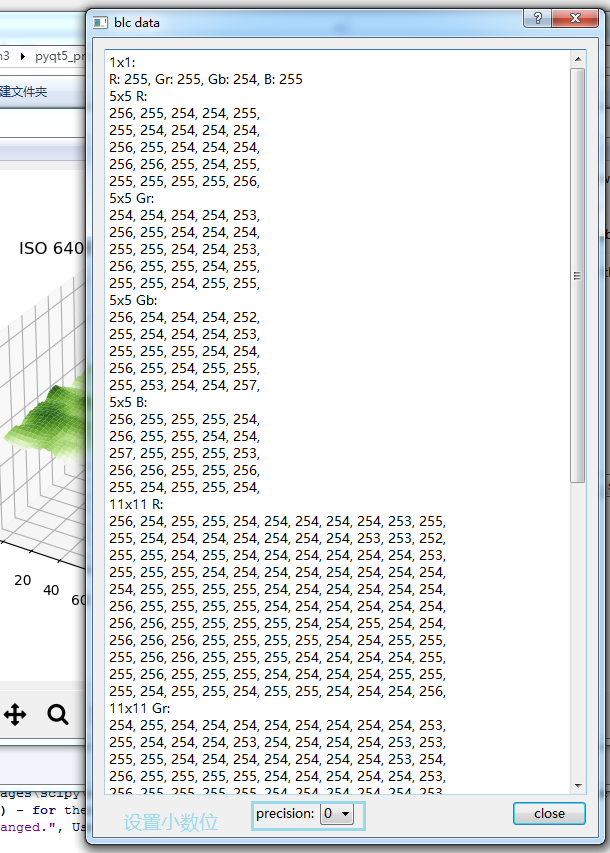 blc data
n3 ▸ pyqt5_pr
建文件夹
ISO 640
20
40
60
1x1:
R: 255, Gr: 255, Gb: 254, B: 255
5x5 R:
256, 255, 254, 254, 255,
255, 254, 254, 254, 254,
256, 255, 254, 254, 254,
256, 256, 255, 254, 255,
255, 255, 255, 255, 256,
5x5 Gr:
254, 254, 254, 254, 253,
256, 255, 254, 254, 254,
255, 255, 254, 254, 253,
256, 255, 255, 254, 255,
255, 255, 254, 255, 255,
5x5 Gb:
256, 254, 254, 254, 252,
255, 254, 254, 254, 253,
255, 255, 255, 254, 254,
256, 255, 254, 255, 255,
255, 253, 254, 254, 257,
5x5 B:
256, 255, 255, 255, 254,
256, 255, 255, 254, 254,
257, 255, 255, 255, 253,
256, 256, 255, 255, 256,
255, 254, 255, 255, 254,
11x11 R:
256, 254, 255, 255, 254, 254, 254, 254, 254, 253, 255,
255, 254, 254, 254, 254, 254, 254, 254, 253, 253, 252,
255, 255, 254, 255, 254, 254, 254, 254, 254, 254, 253,
255, 255, 255, 254, 254, 254, 254, 254, 254, 254, 254,
254, 255, 255, 255, 254, 254, 254, 254, 254, 254, 254,
256, 255, 255, 255, 255, 254, 254, 254, 254, 254, 254,
256, 256, 255, 255, 255, 254, 254, 255, 254, 254, 254,
256, 256, 256, 255, 255, 255, 255, 254, 254, 255, 255,
255, 256, 256, 255, 255, 255, 254, 254, 254, 254, 255,
255, 256, 255, 255, 255, 254, 254, 254, 254, 255, 255,
255, 254, 255, 255, 254, 255, 255, 254, 254, 254, 256,
11x11 Gr:
254, 255, 254, 254, 254, 254, 254, 254, 254, 254, 253,
255, 254, 254, 254, 253, 254, 254, 254, 254, 253, 253,
255, 255, 254, 254, 254, 254, 254, 254, 254, 253, 254,
256, 255, 255, 255, 255, 254, 254, 254, 254, 254, 253,
256, 255, 255, 255, 255, 254, 254, 254, 254, 254, 253
ages\scipy
) - for the
anged.", Us
设置小数位
precision: 0
close